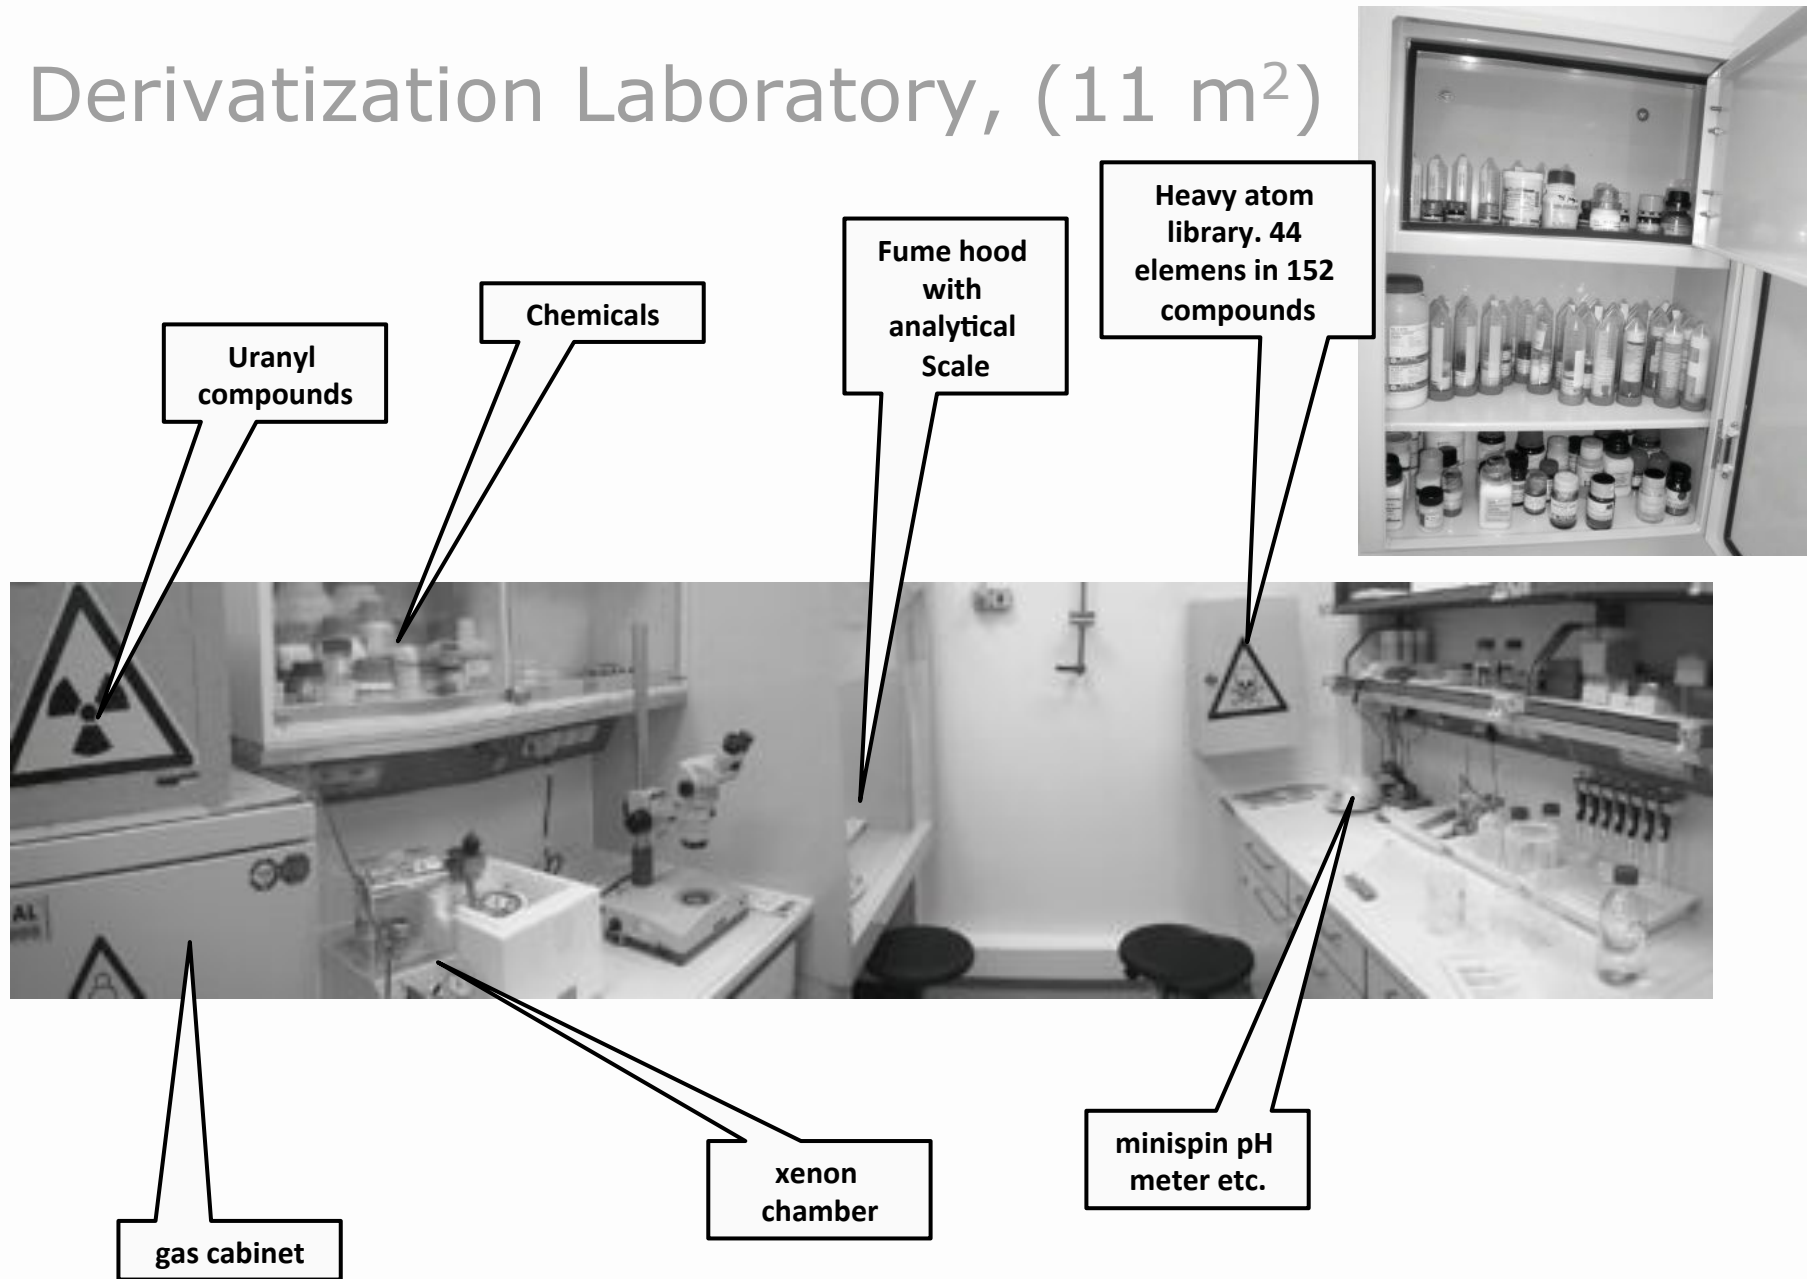 Derivatization Laboratory, (11 m²)
Heavy atom
library. 44
elemens in 152
compounds
Fume hood
with
analytical
Scale
Chemicals
Uranyl
compounds
AL
minispin pH
meter etc.
xenon
chamber
gas cabinet